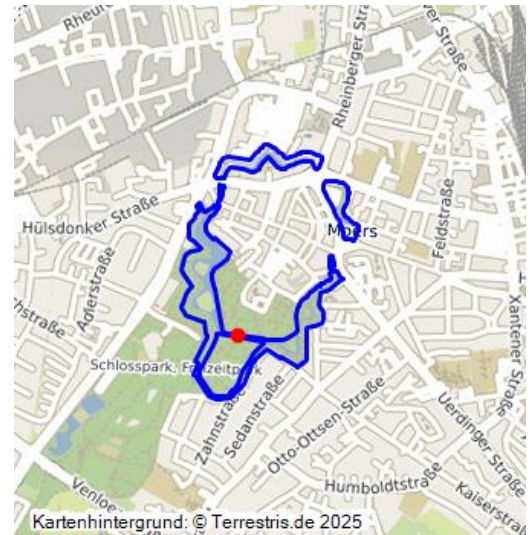 Rheinberger Straße
Hülsdonker Straße
Adlerstraße
Moers
Feldstraße
Xantener Straße
Schlosspark, Freizeitpark
Zahnstraße
Sedanstraße
Otto-Ottsen-Straße
Uerdinger Straße
Humboldtstraße
Kaiserstraße
Venloer
Kartenhintergrund: © Terrestris.de 2025